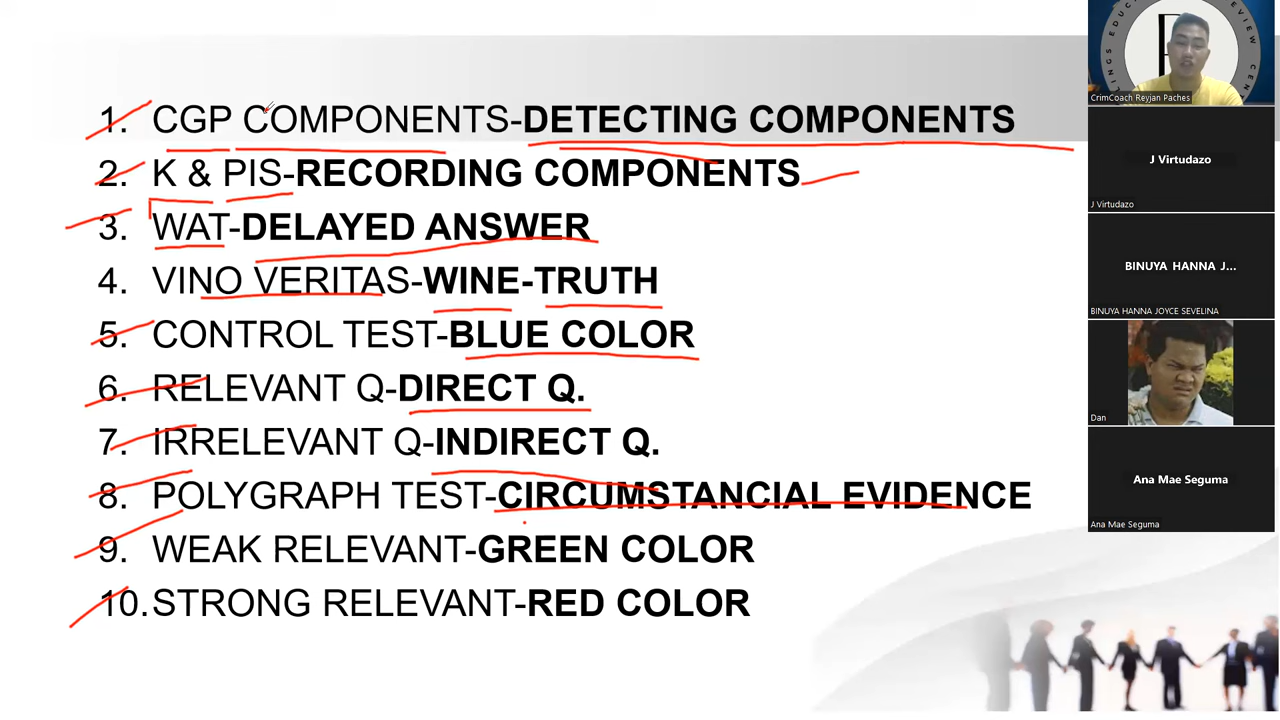 1. CGP COMPONENTS-DETECTING COMPONENTS
2. K & PIS-RECORDING COMPONENTS
3. WAT-DELAYED ANSWER
4. VINO VERITAS-WINE-TRUTH
5. CONTROL TEST-BLUE COLOR
6. RELEVANT Q-DIRECT Q.
7. IRRELEVANT Q-INDIRECT Q.
8. POLYGRAPH TEST-CIRCUMSTANCIAL EVIDENCE
9. WEAK RELEVANT-GREEN COLOR
10. STRONG RELEVANT-RED COLOR
CrimCoach Reyjan Paches
J Virtudazo
J Virtudazo
BINUYA HANNA J...
BINUYA HANNA JOYCE SEVELINA
Dan
Ana Mae Seguma
Ana Mae Seguma